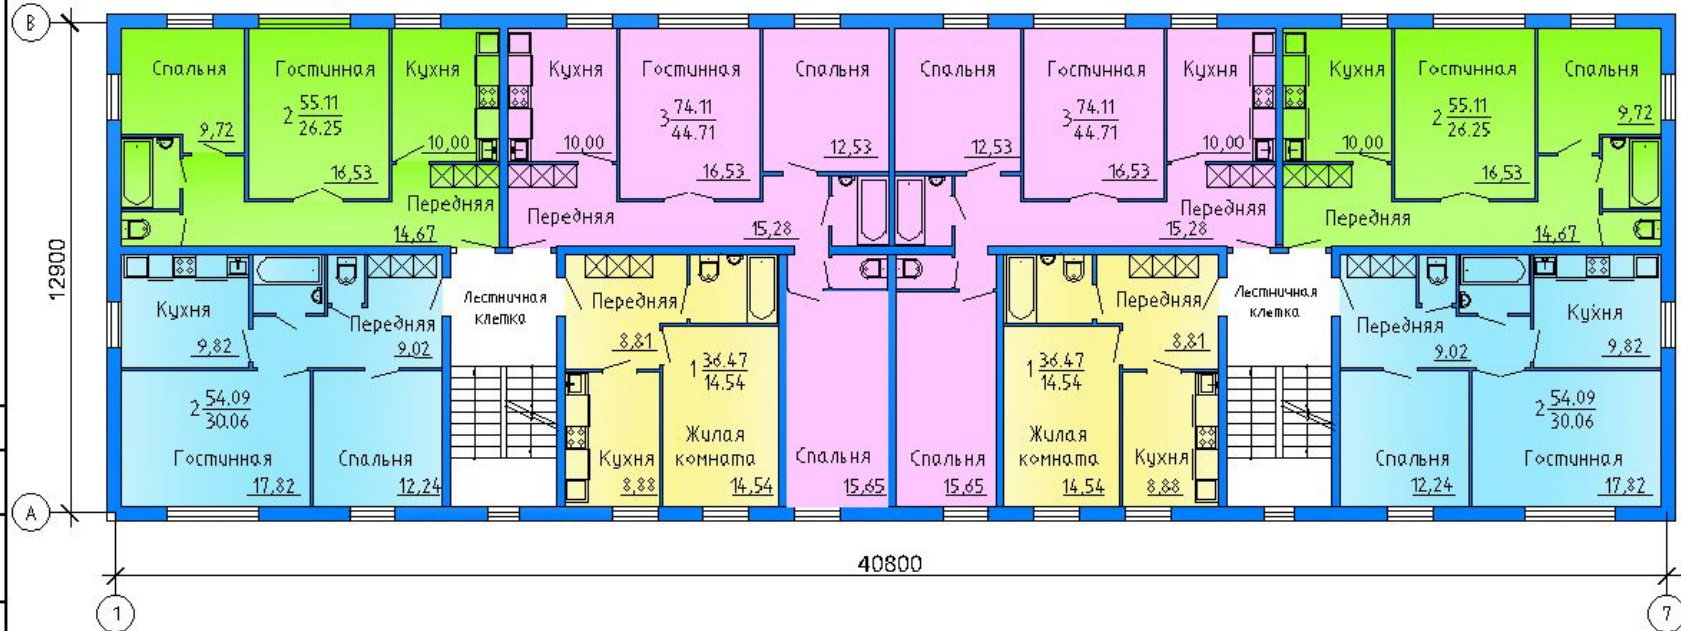 В
Спальня
Гостинная
Кухня
Кухня
Гостинная
Спальня
Спальня
Гостинная
Кухня
Кухня
Гостинная
Спальня
2 55.11
26.25
3 74.11
44.71
3 74.11
44.71
2 55.11
26.25
9,72
10,00
10,00
12,53
12,53
10,00
10,00
9,72
16,53
16,53
16,53
16,53
Передняя
Передняя
Передняя
Передняя
14,67
15,28
15,28
14,67
12900
Кухня
Передняя
Лестничная
клетка
Передняя
Передняя
Лестничная
клетка
Передняя
Кухня
9,82
9,02
8,81
8,81
9,02
9,82
1 36.47
14.54
1 36.47
14.54
2 54.09
30.06
2 54.09
30.06
Гостинная
Спальня
Кухня
Жилая
комната
Спальня
Спальня
Жилая
комната
Кухня
Спальня
Гостинная
17,82
12,24
8,88
14,54
15,65
15,65
14,54
8,88
12,24
17,82
А
40800
1
7